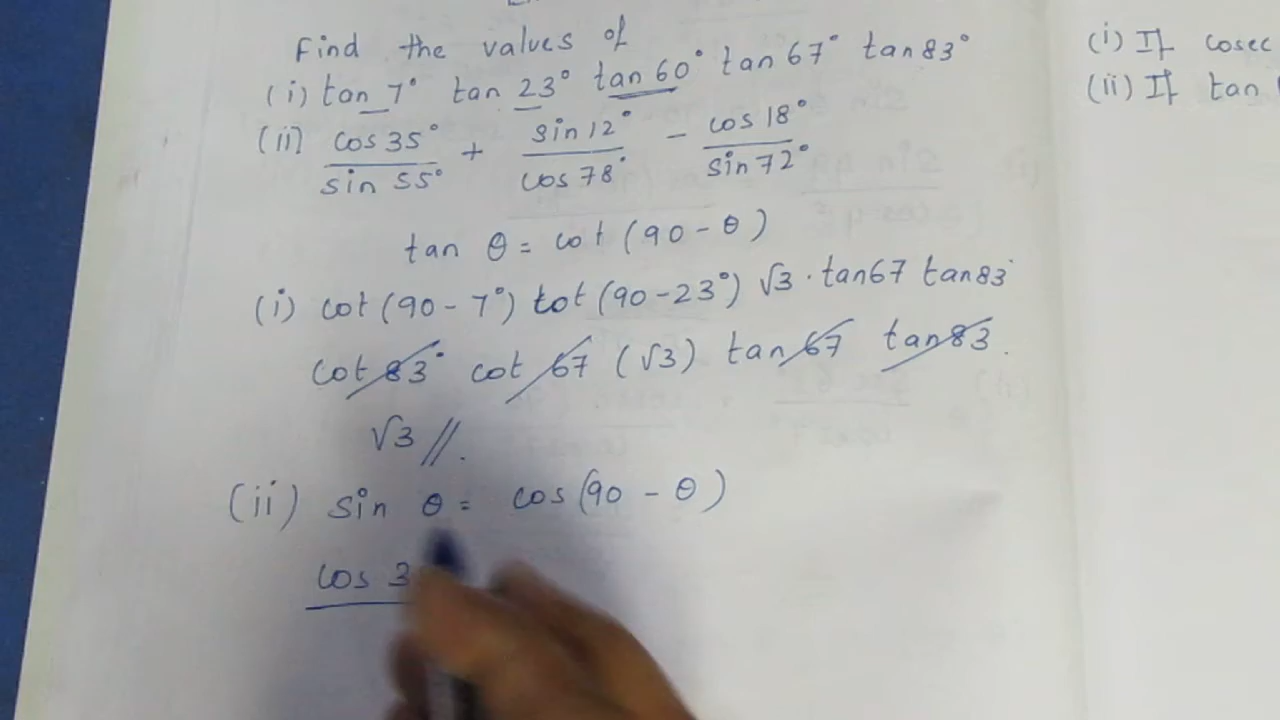 Find the values of
(i) tan 7° tan 23° tan 60° tan 67° tan 83°
(ii) cos 35° / sin 55° + sin 12° / cos 78° - cos 18° / sin 72°
tan θ = cot (90 - θ)
(i) cot (90 - 7°) tot (90 - 23°) √3 . tan 67 tan 83°
cot 83° cot 67 (√3) tan 67 tan 83.
√3 //.
(ii) sin θ = cos (90 - θ)
cos 3
(i) If cosec
(ii) If tan